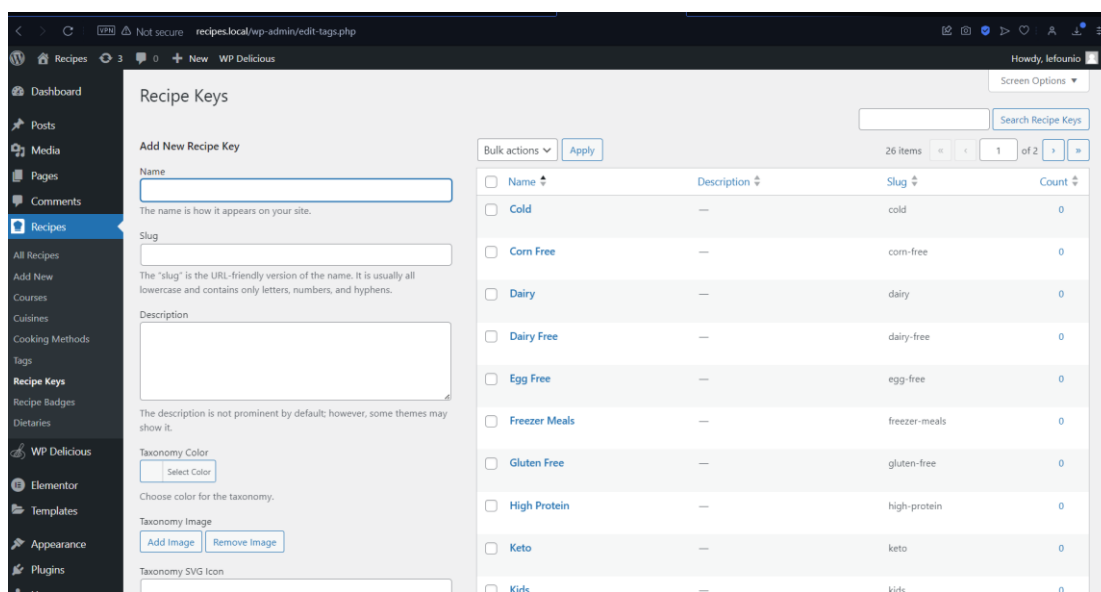 VPN Not secure recipes.local/wp-admin/edit-tags.php
Recipes 3 0 + New WP Delicious Howdy, lefounio
Screen Options ▼
Dashboard
Posts
Media
Pages
Comments
Recipes
All Recipes
Add New
Courses
Cuisines
Cooking Methods
Tags
Recipe Keys
Recipe Badges
Dietaries
WP Delicious
Elementor
Templates
Appearance
Plugins
Recipe Keys
Search Recipe Keys
Add New Recipe Key
Name
The name is how it appears on your site.
Slug
The "slug" is the URL-friendly version of the name. It is usually all
lowercase and contains only letters, numbers, and hyphens.
Description
The description is not prominent by default; however, some themes may
show it.
Taxonomy Color
Select Color
Choose color for the taxonomy.
Taxonomy Image
Add Image Remove Image
Taxonomy SVG Icon
Bulk actions Apply 26 items « ‹ 1 of 2 › »
Name Description Slug Count
Cold — cold 0
Corn Free — corn-free 0
Dairy — dairy 0
Dairy Free — dairy-free 0
Egg Free — egg-free 0
Freezer Meals — freezer-meals 0
Gluten Free — gluten-free 0
High Protein — high-protein 0
Keto — keto 0
Kids — kids 0